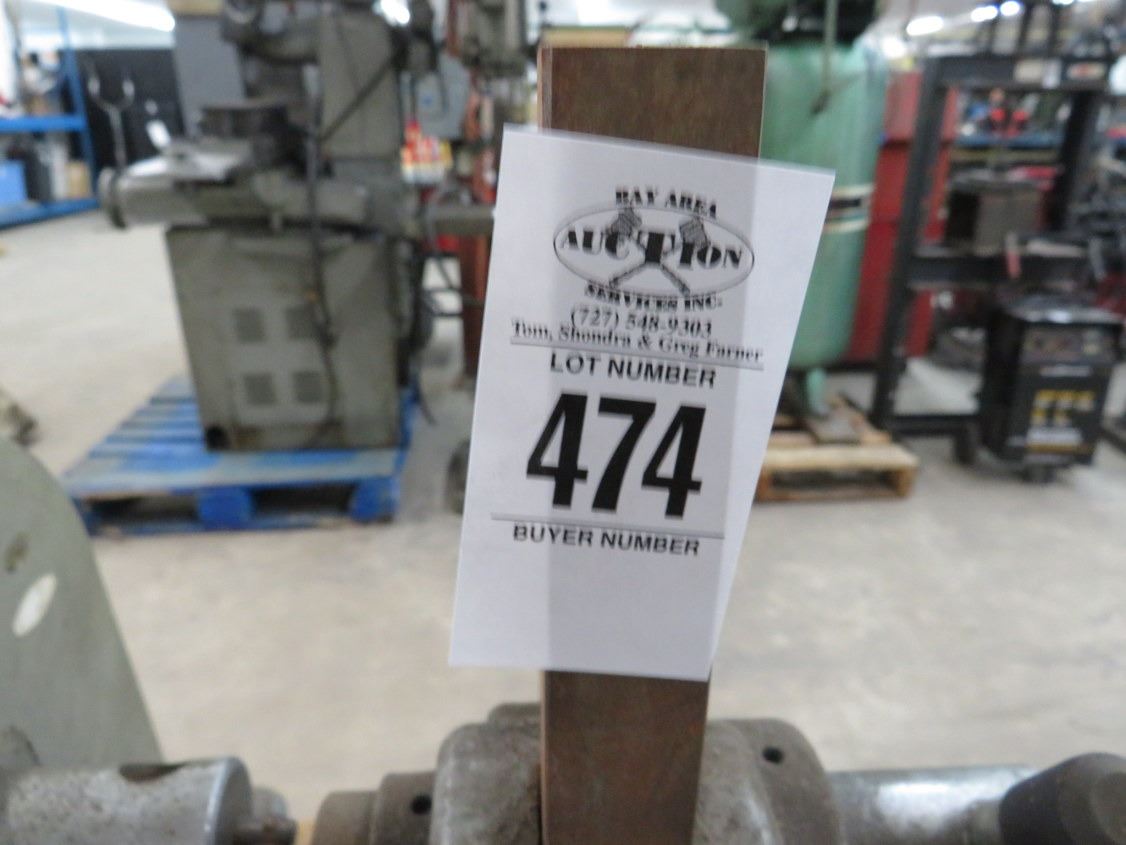 BAY AREA
AUCTION
SERVICES INC.
(727) 548-9303
Tom, Shondra & Greg Farner
LOT NUMBER
474
BUYER NUMBER